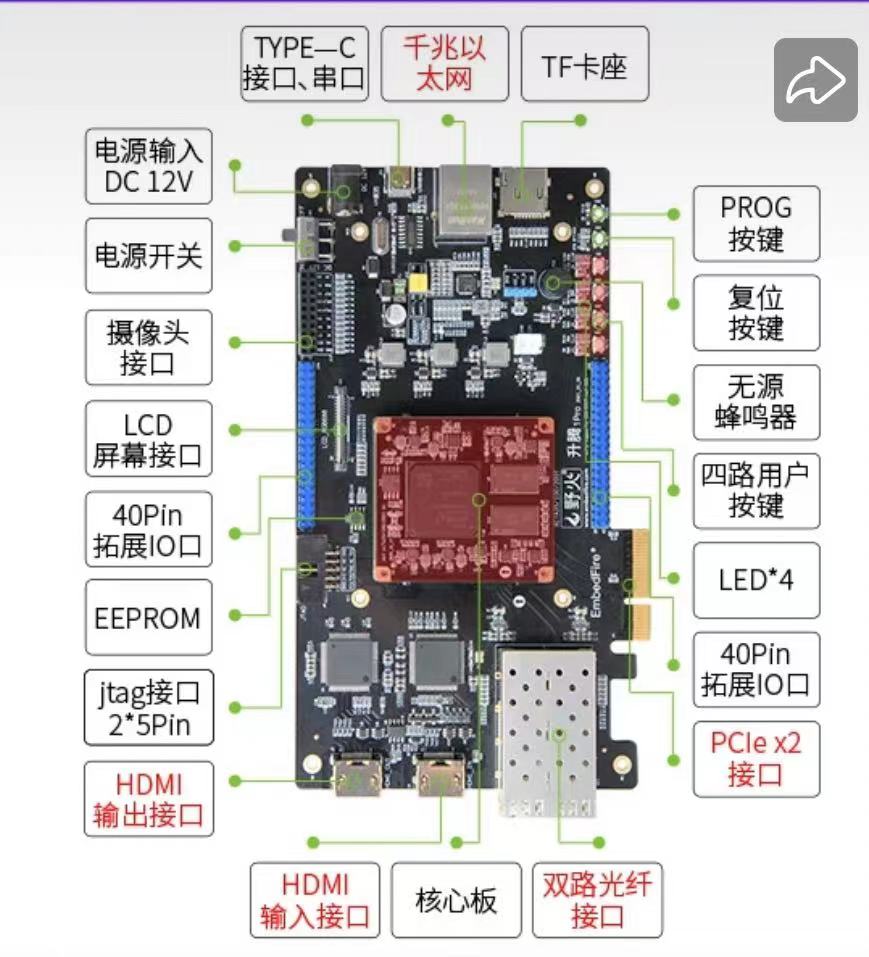 TYPE—C
接口、串口
千兆以
太网
TF卡座
电源输入
DC 12V
电源开关
摄像头
接口
LCD
屏幕接口
40Pin
拓展IO口
EEPROM
jtag接口
2*5Pin
HDMI
输出接口
PROG
按键
复位
按键
无源
蜂鸣器
四路用户
按键
LED*4
40Pin
拓展IO口
PCIe x2
接口
HDMI
输入接口
核心板
双路光纤
接口
升腾
Pro
野火
EmbedFire
JTAG